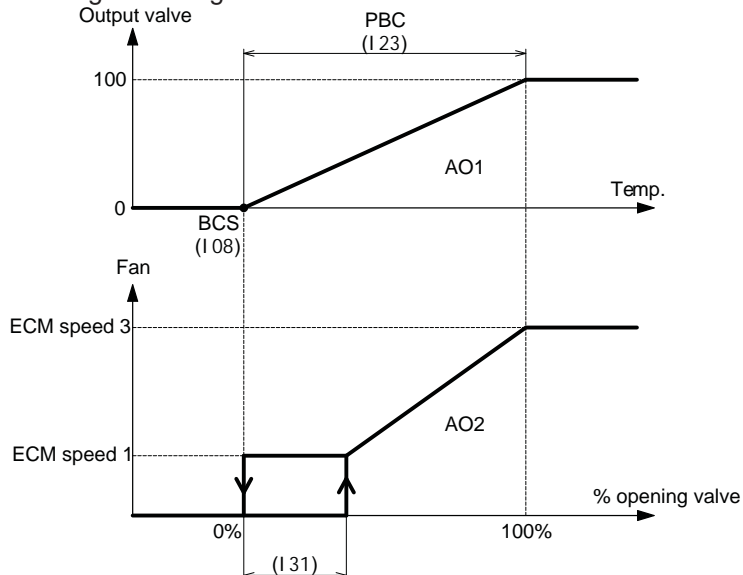 Output valve
PBC
(I 23)
100
AO1
Temp.
0
BCS
(I 08)
Fan
ECM speed 3
AO2
ECM speed 1
% opening valve
0%
100%
(I 31)